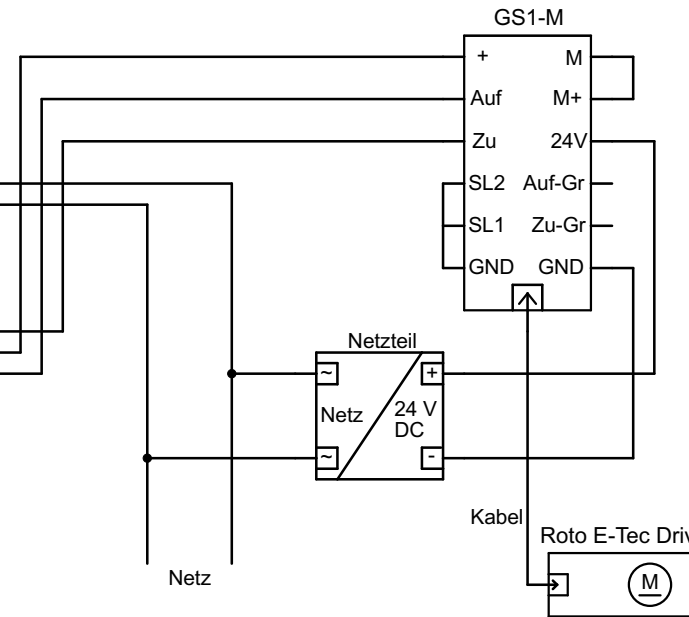 GS1-M
+ M
Auf M+
Zu 24V
SL2 Auf-Gr
SL1 Zu-Gr
GND GND
Netzteil
~ +
Netz 24 V
DC
~ -
Kabel
Roto E-Tec Driv
Netz
M